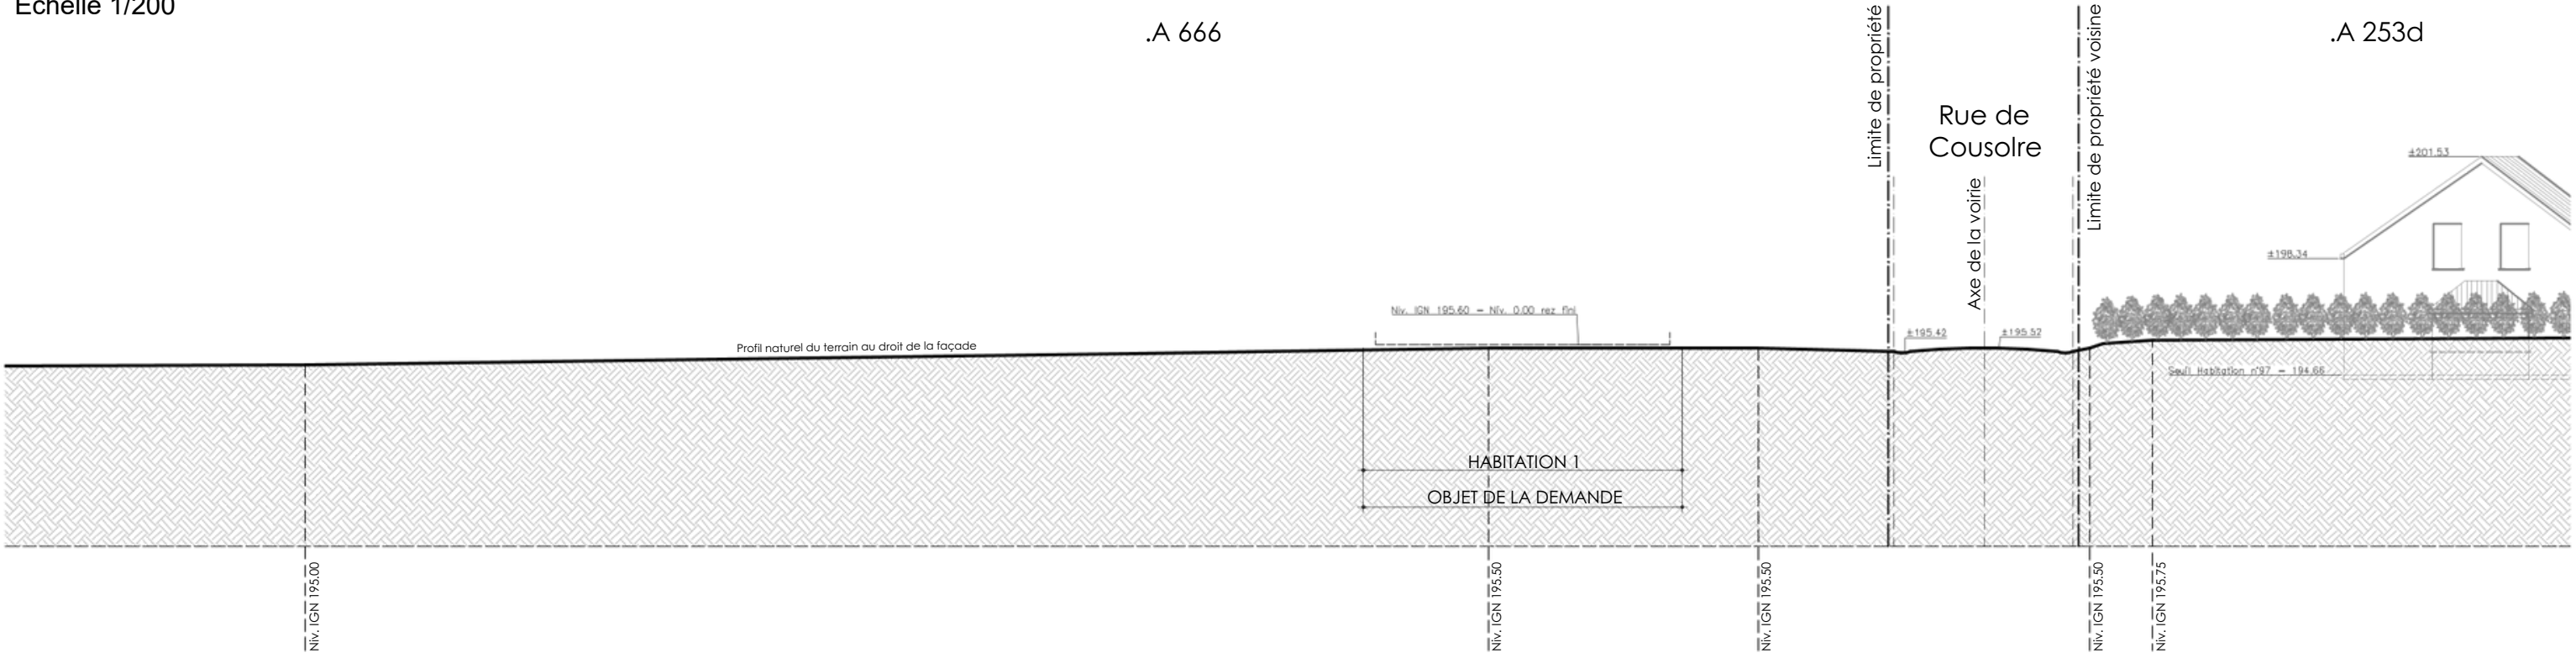 Echelle 1/200
.A 666
Limite de propriété
Rue de
Cousolre
Axe de la voirie
Limite de propriété voisine
.A 253d
±201.53
±198.34
Niv. IGN 195.60 = Niv. 0.00 rez fini
±195.42
±195.52
Profil naturel du terrain au droit de la façade
Seuil Habitation n°97 = 194.66
HABITATION 1
OBJET DE LA DEMANDE
Niv. IGN 195.00
Niv. IGN 195.50
Niv. IGN 195.50
Niv. IGN 195.50
Niv. IGN 195.75